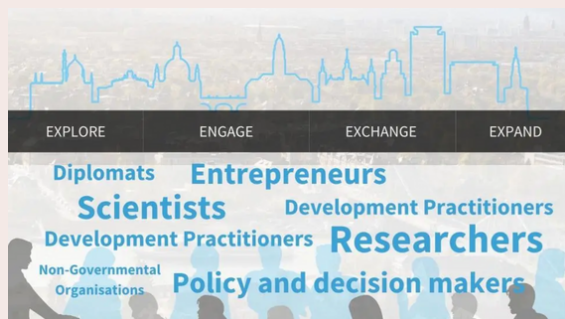 EXPLORE ENGAGE EXCHANGE EXPAND
Diplomats Entrepreneurs
Scientists Development Practitioners
Development Practitioners Researchers
Non-Governmental
Organisations Policy and decision makers